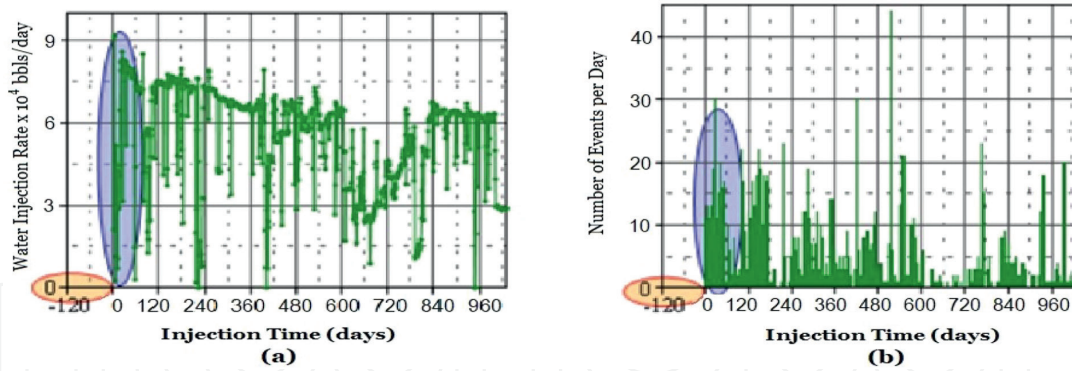 Water Injection Rate x 10⁴ bbls/day
9
6
3
0
-120 0 120 240 360 480 600 720 840 960
Injection Time (days)
(a)
Number of Events per Day
40
30
20
10
0
-120 0 120 240 360 480 600 720 840 960
Injection Time (days)
(b)